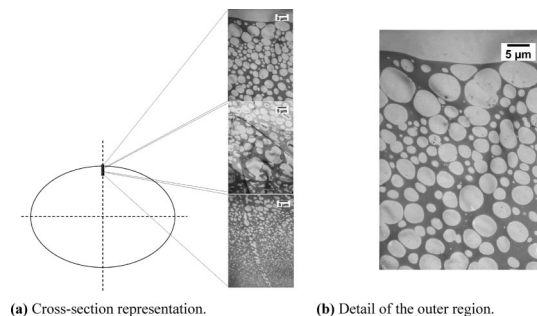 5 µm
(a) Cross-section representation.
(b) Detail of the outer region.